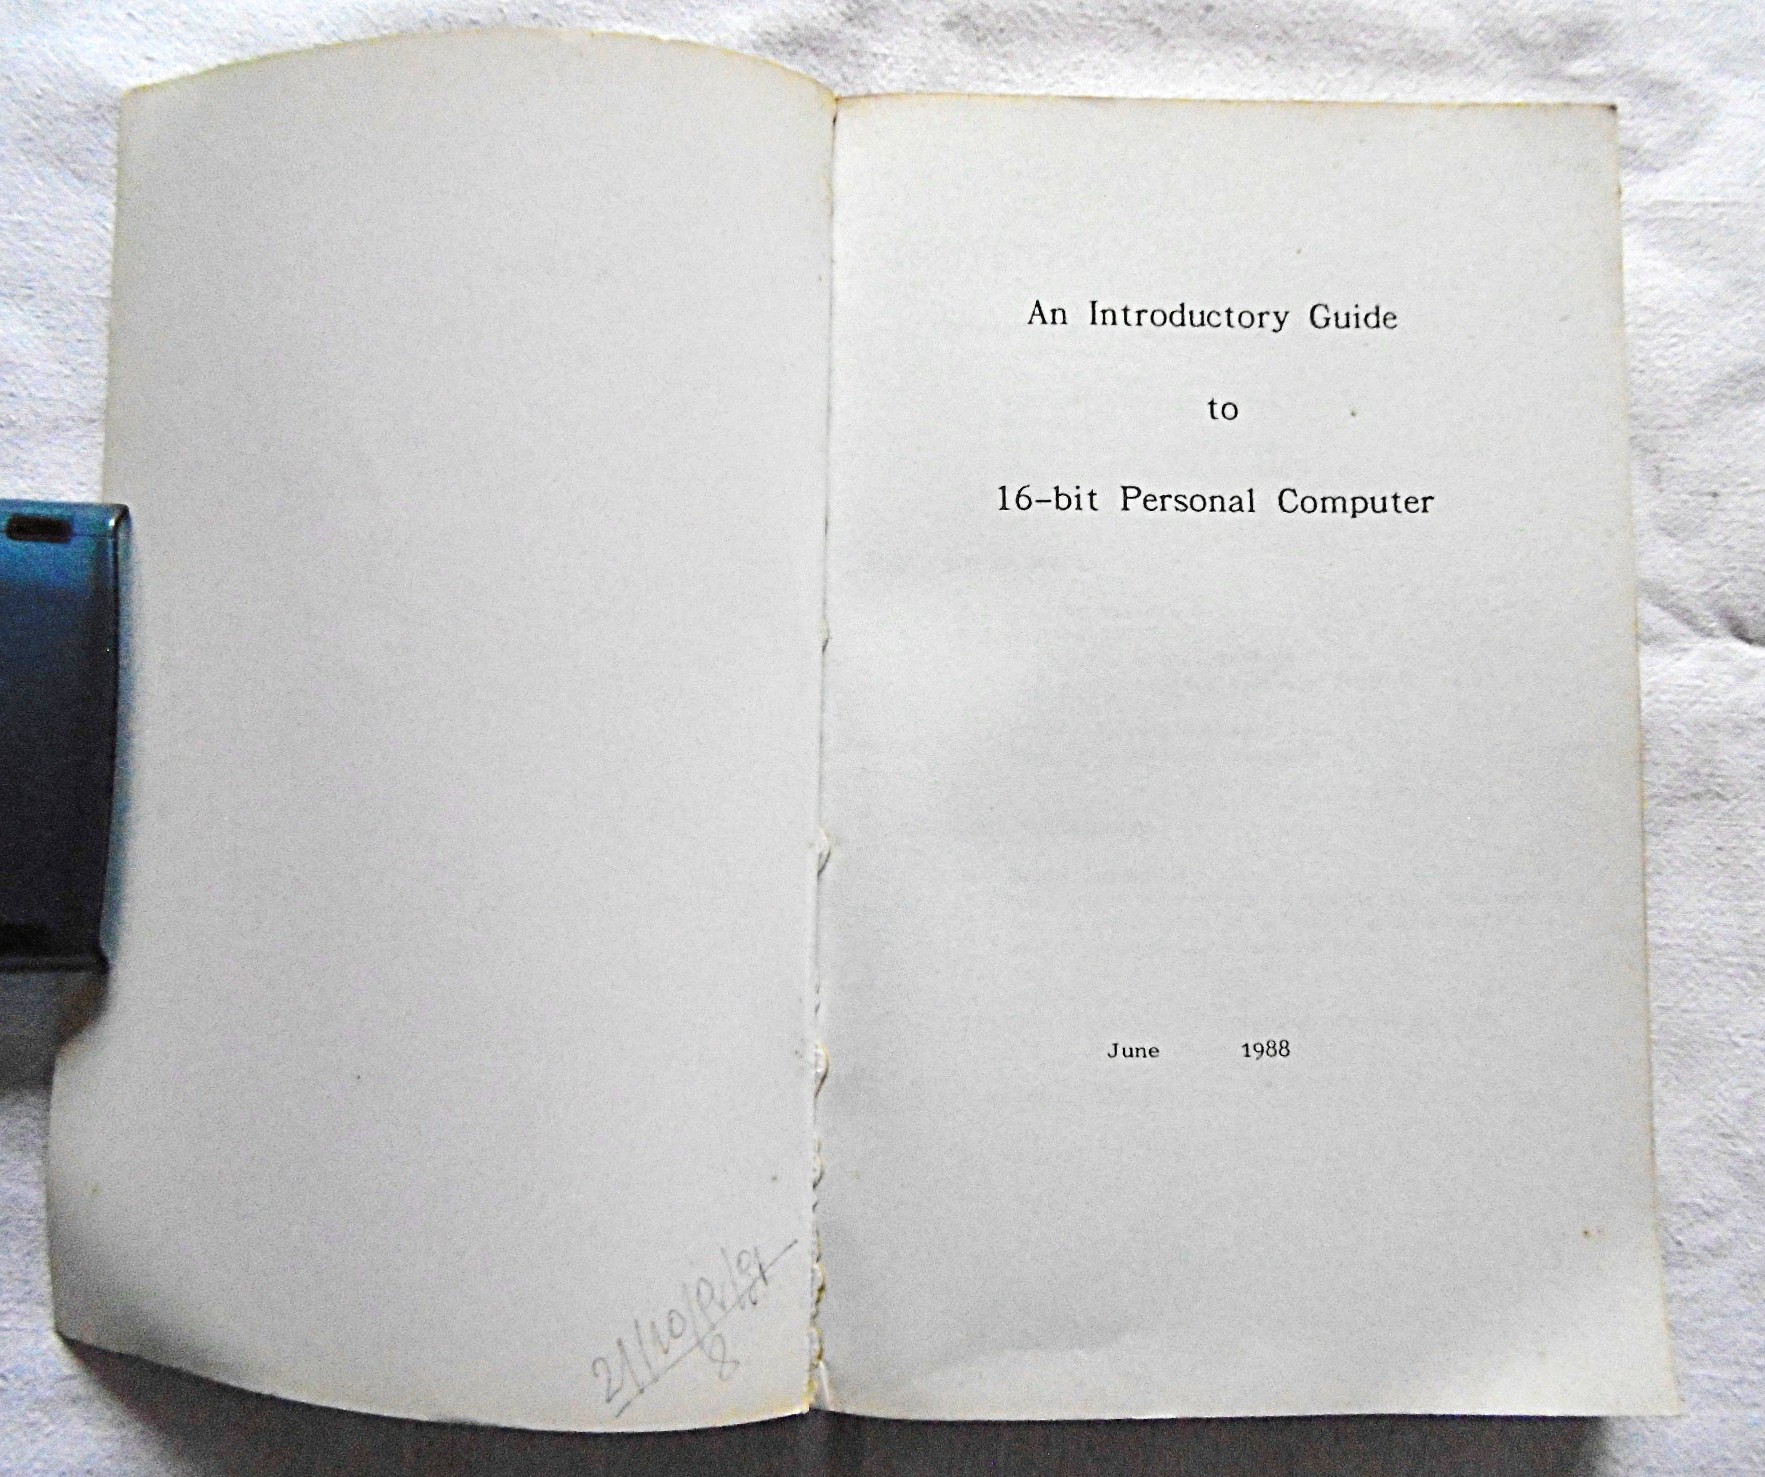 An Introductory Guide
to
16-bit Personal Computer
June 1988